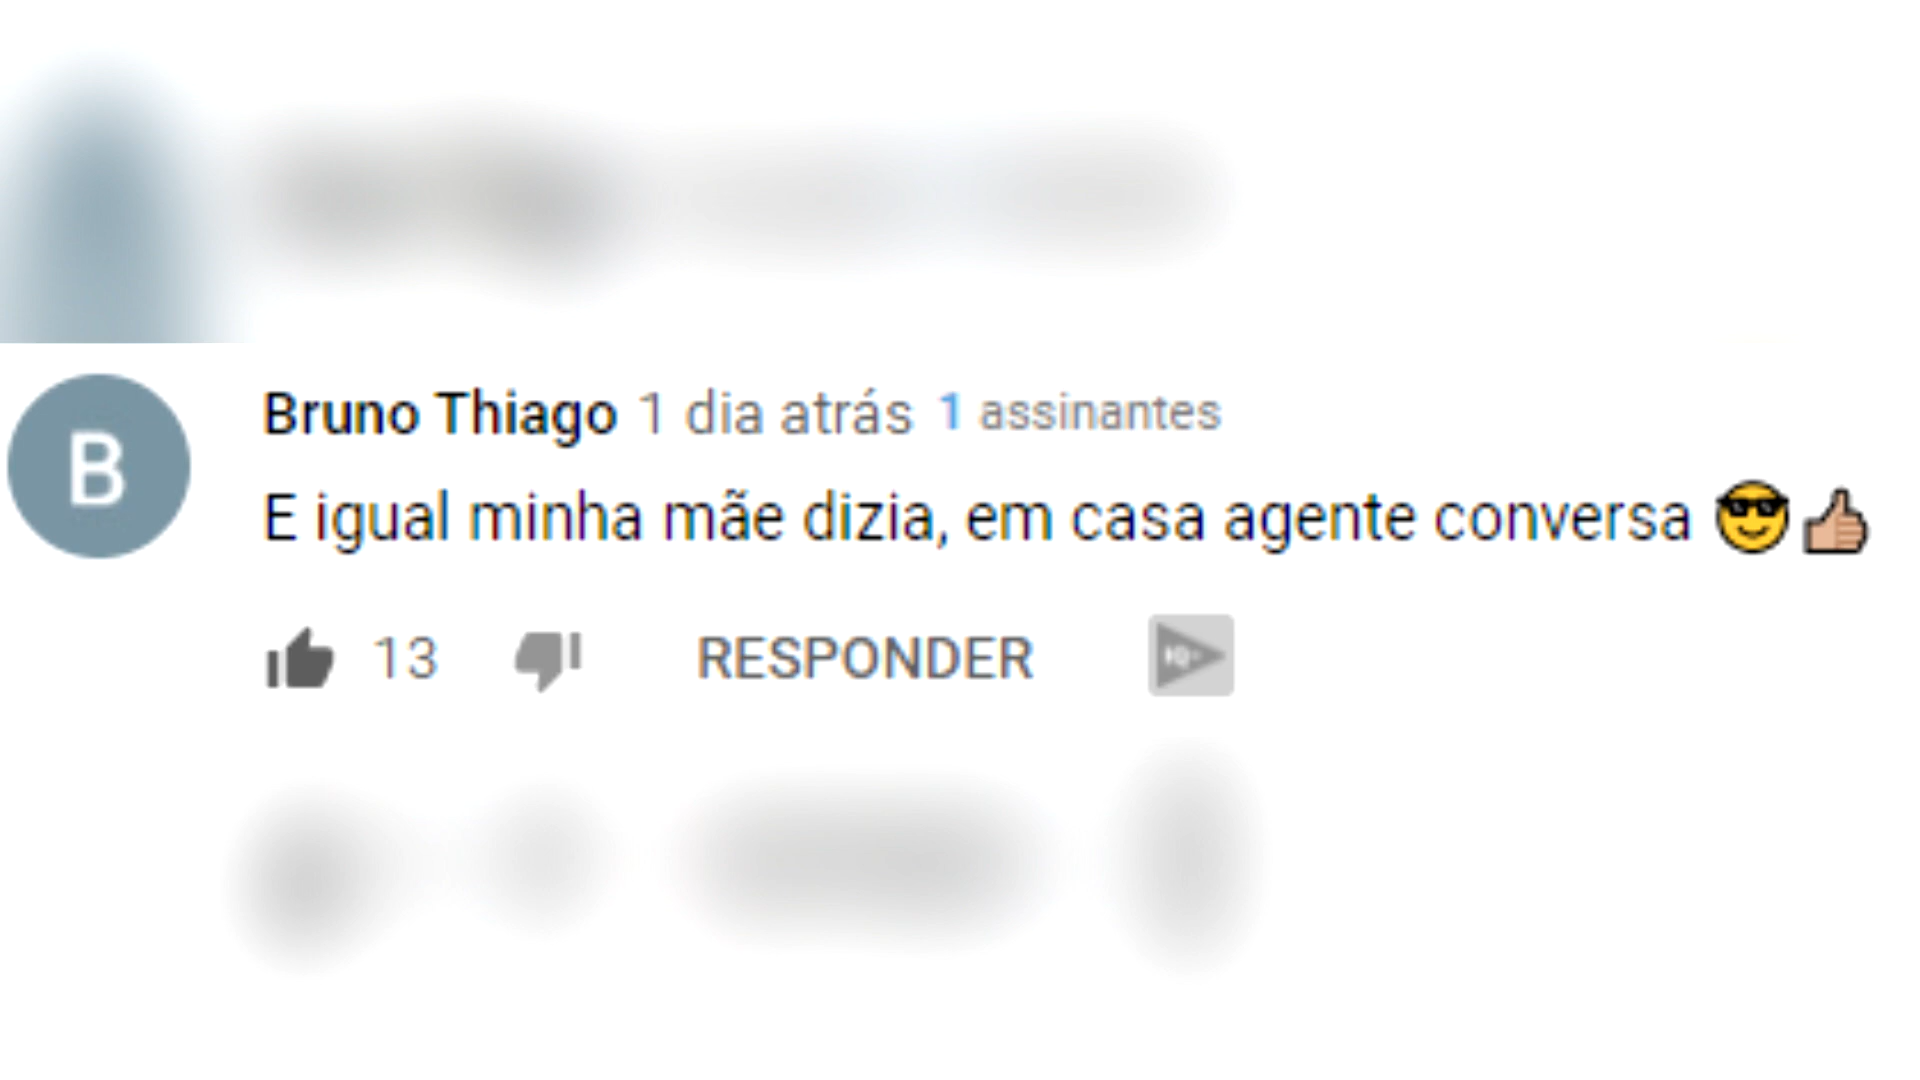 B
Bruno Thiago 1 dia atrás 1 assinantes
E igual minha mãe dizia, em casa agente conversa 😎👍🏼
13 RESPONDER